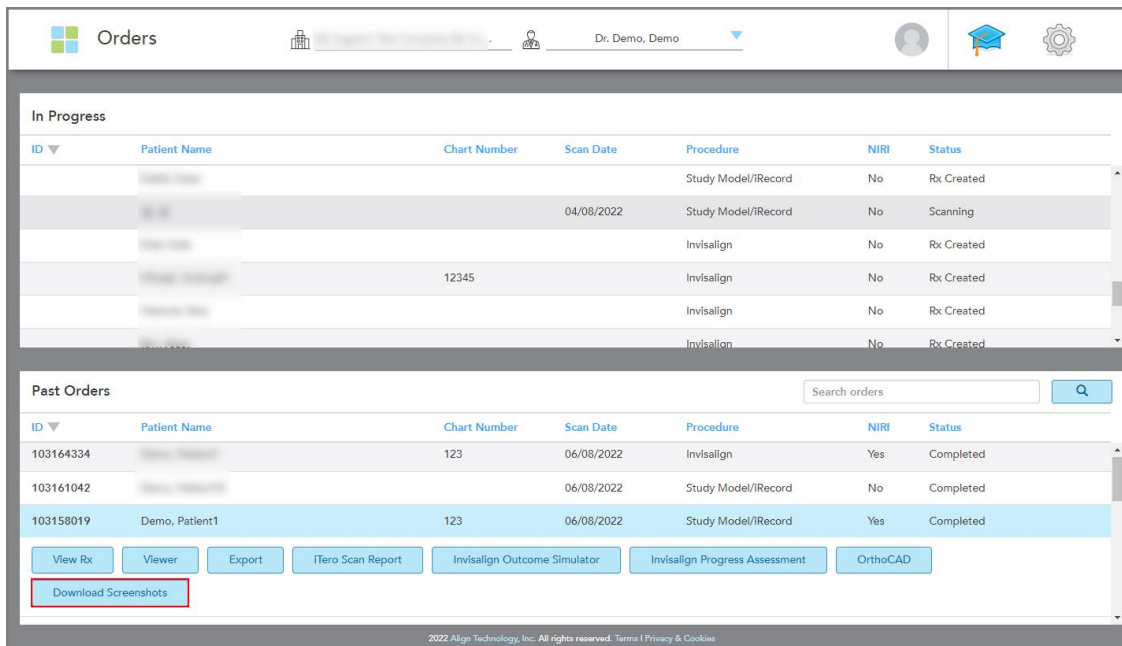 Orders
Dr. Demo, Demo
In Progress
ID Patient Name Chart Number Scan Date Procedure NIRI Status
Study Model/iRecord No Rx Created
04/08/2022 Study Model/iRecord No Scanning
Invisalign No Rx Created
12345 Invisalign No Rx Created
Invisalign No Rx Created
Invisalign No Rx Created
Past Orders Search orders
ID Patient Name Chart Number Scan Date Procedure NIRI Status
103164334 123 06/08/2022 Invisalign Yes Completed
103161042 06/08/2022 Study Model/iRecord No Completed
103158019 Demo, Patient1 123 06/08/2022 Study Model/iRecord Yes Completed
View Rx Viewer Export iTero Scan Report Invisalign Outcome Simulator Invisalign Progress Assessment OrthoCAD
Download Screenshots
2022 Align Technology, Inc. All rights reserved. Terms | Privacy & Cookies